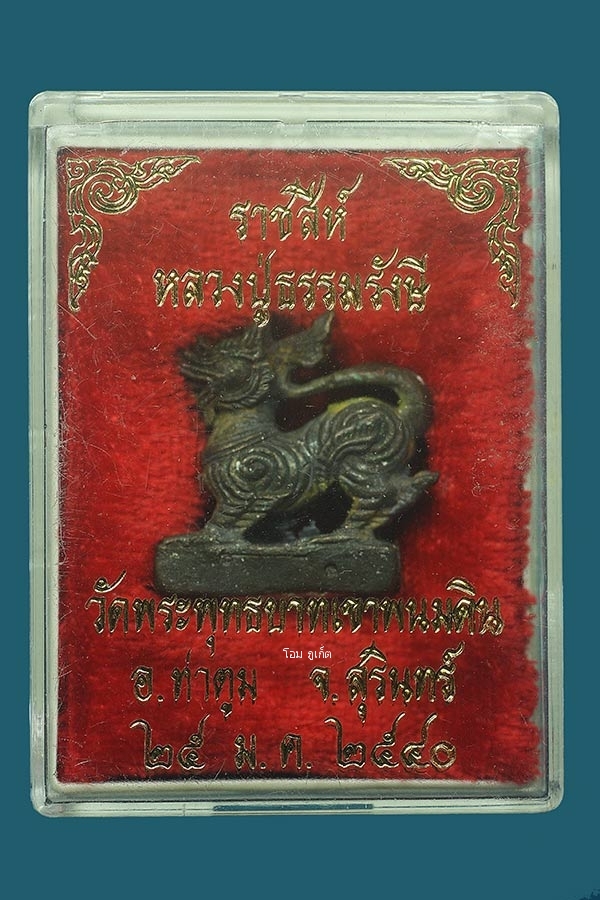 ราชสีห์
หลวงปู่ธรรมรังษี
วัดพระพุทธบาทเขาพนมดิน
โอม ภูเก็ต
อ.ท่าตูม จ.สุรินทร์
๒๕ ม.ค. ๒๕๔๐